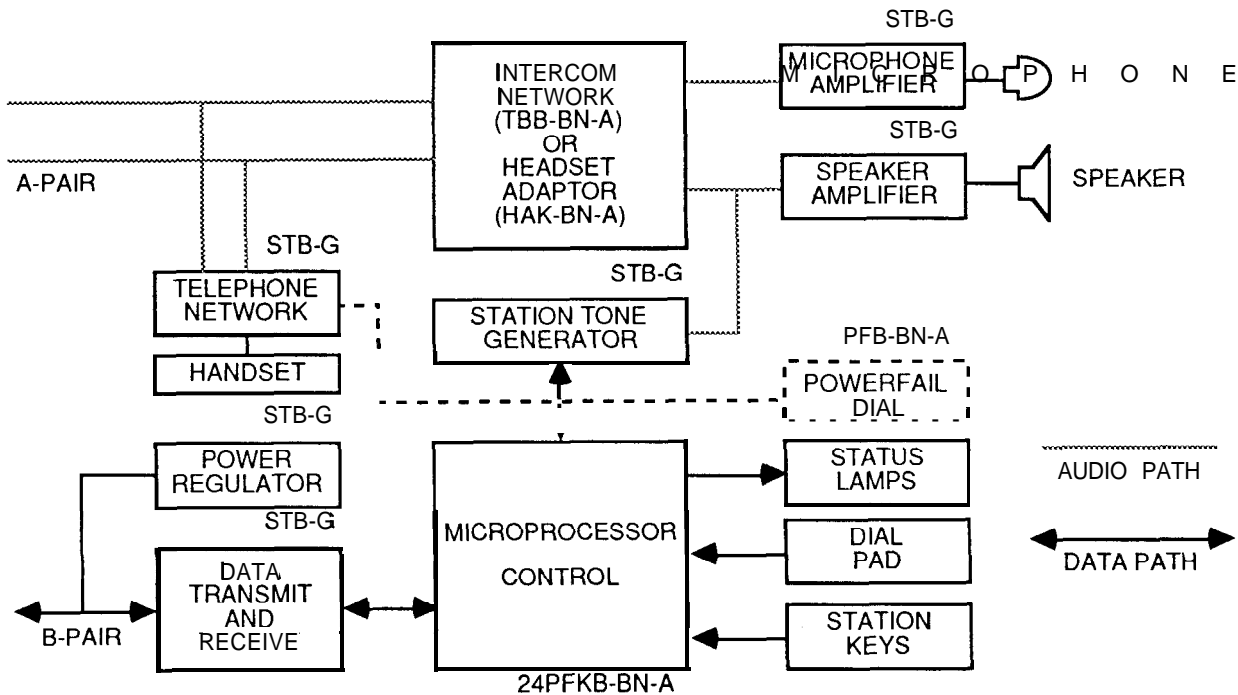 STB-G
INTERCOM
NETWORK
(TBB-BN-A)
OR
HEADSET
ADAPTOR
(HAK-BN-A)
MICROPHONE
AMPLIFIER
M I C R O P H O N E
STB-G
SPEAKER
AMPLIFIER
SPEAKER
A-PAIR
STB-G
TELEPHONE
NETWORK
HANDSET
STB-G
STATION TONE
GENERATOR
PFB-BN-A
POWERFAIL
DIAL
STB-G
POWER
REGULATOR
STB-G
DATA
TRANSMIT
AND
RECEIVE
B-PAIR
MICROPROCESSOR
CONTROL
24PFKB-BN-A
STATUS
LAMPS
DIAL
PAD
STATION
KEYS
AUDIO PATH
DATA PATH